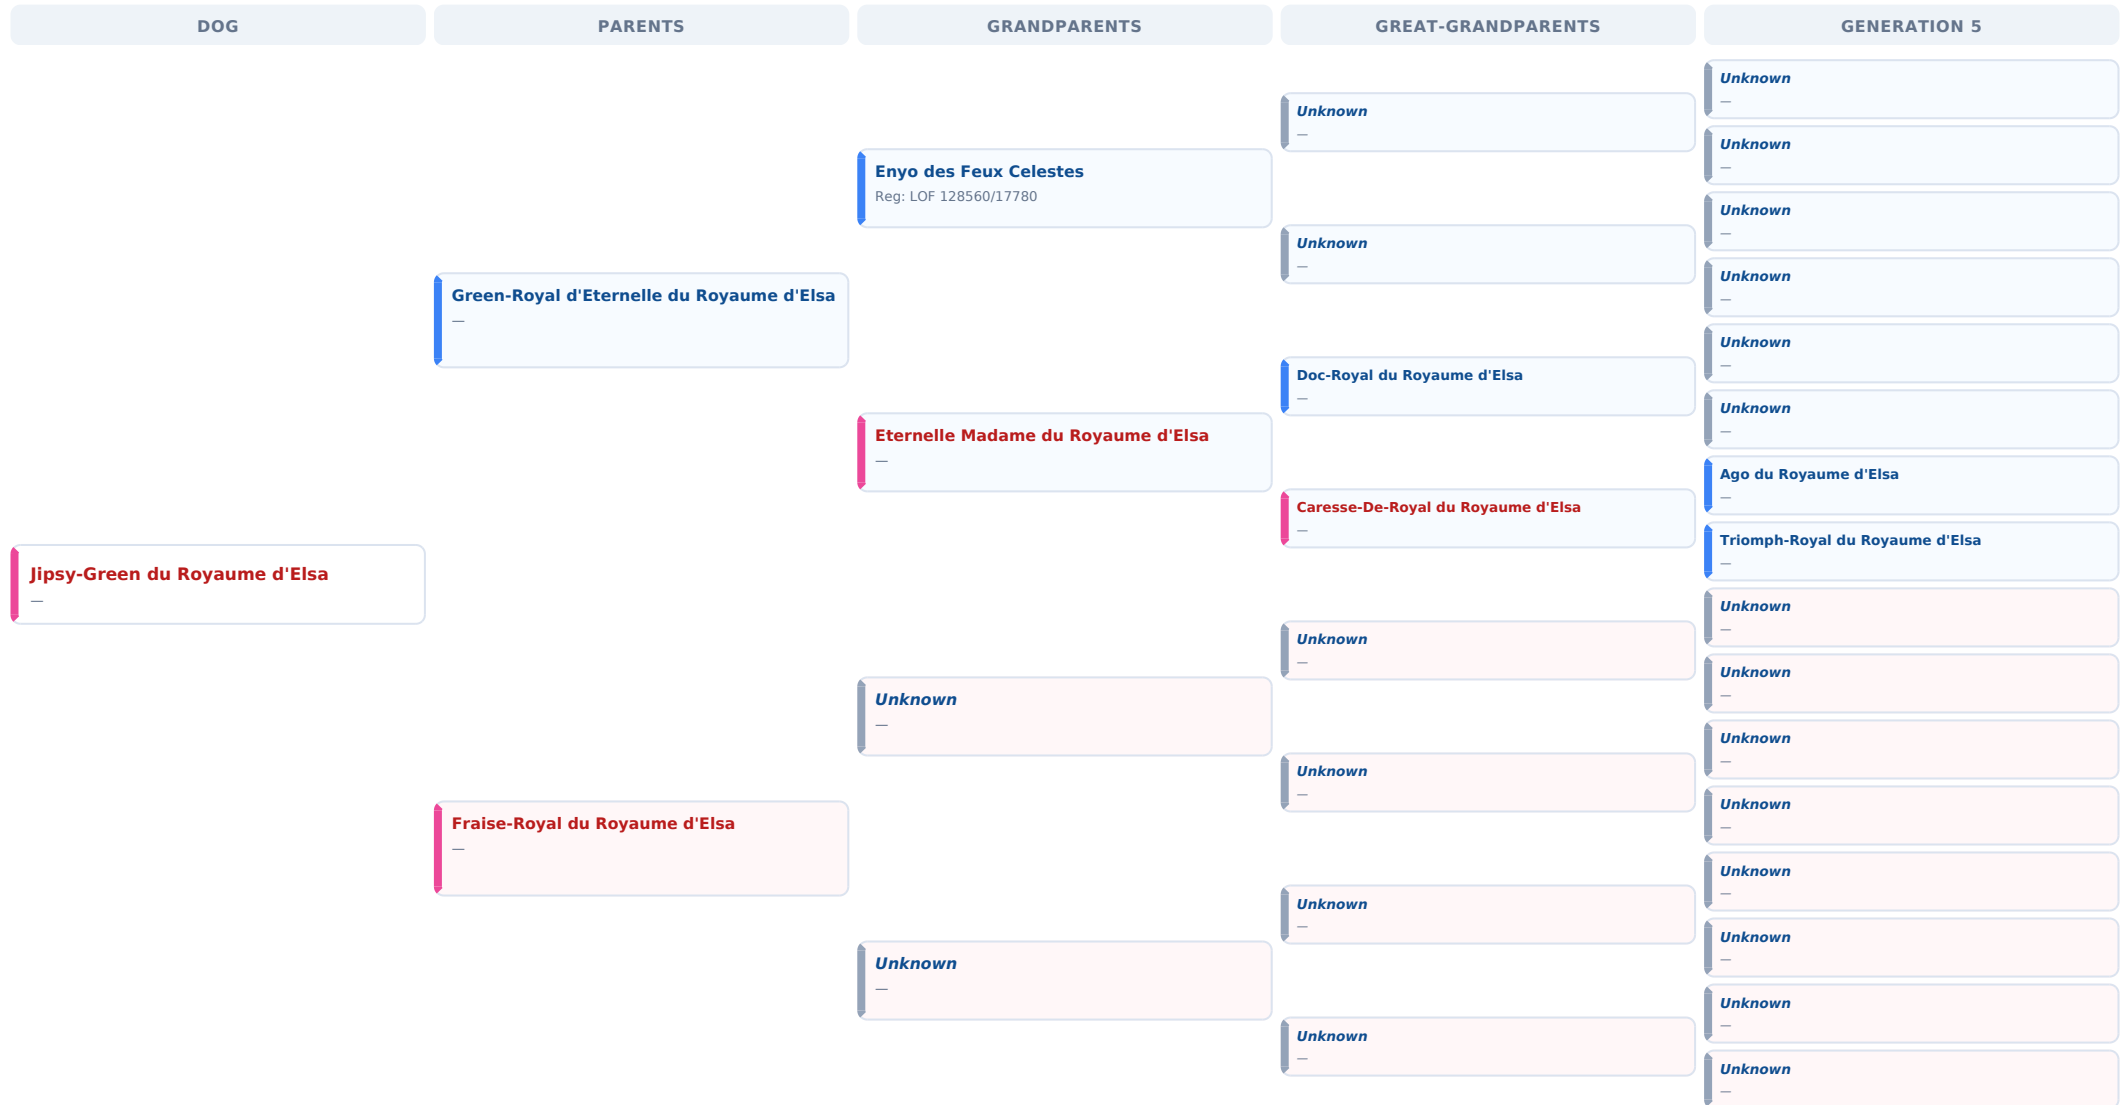 DOG
PARENTS
GRANDPARENTS
GREAT-GRANDPARENTS
GENERATION 5
Jipsy-Green du Royaume d'Elsa
—
Green-Royal d'Eternelle du Royaume d'Elsa
—
Fraise-Royal du Royaume d'Elsa
—
Enyo des Feux Celestes
Reg: LOF 128560/17780
Eternelle Madame du Royaume d'Elsa
—
Unknown
—
Unknown
—
Unknown
—
Unknown
—
Doc-Royal du Royaume d'Elsa
—
Caresse-De-Royal du Royaume d'Elsa
—
Unknown
—
Unknown
—
Unknown
—
Unknown
—
Unknown
—
Unknown
—
Unknown
—
Unknown
—
Unknown
—
Unknown
—
Ago du Royaume d'Elsa
—
Triomph-Royal du Royaume d'Elsa
—
Unknown
—
Unknown
—
Unknown
—
Unknown
—
Unknown
—
Unknown
—
Unknown
—
Unknown
—